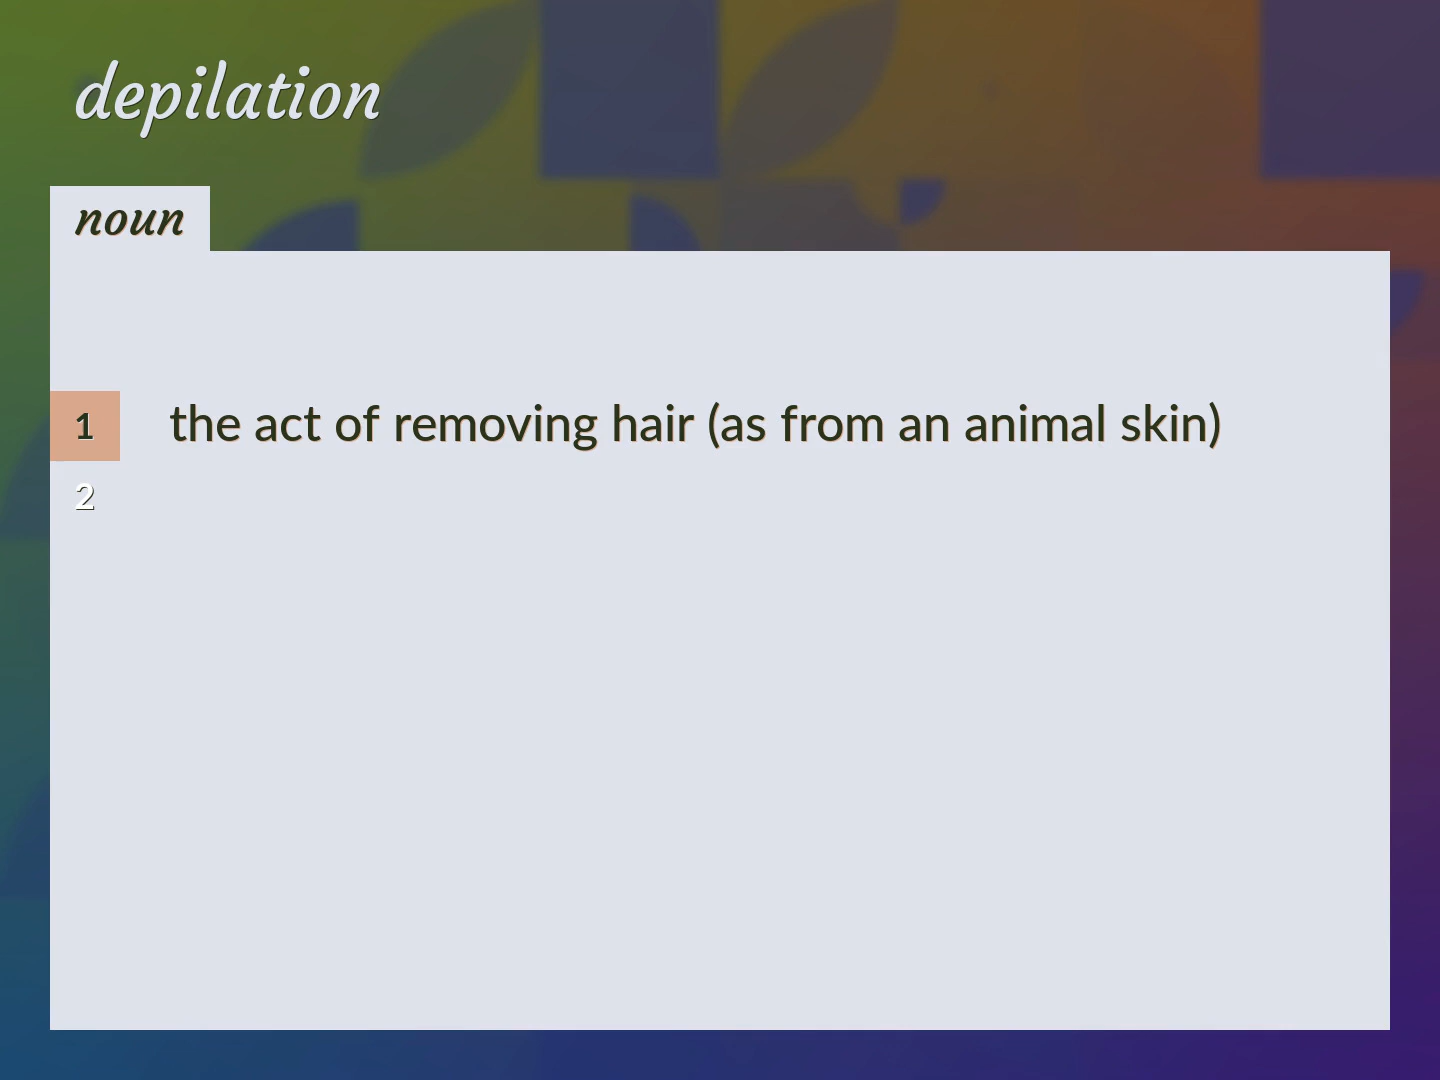 depilation
noun
1 the act of removing hair (as from an animal skin)
2